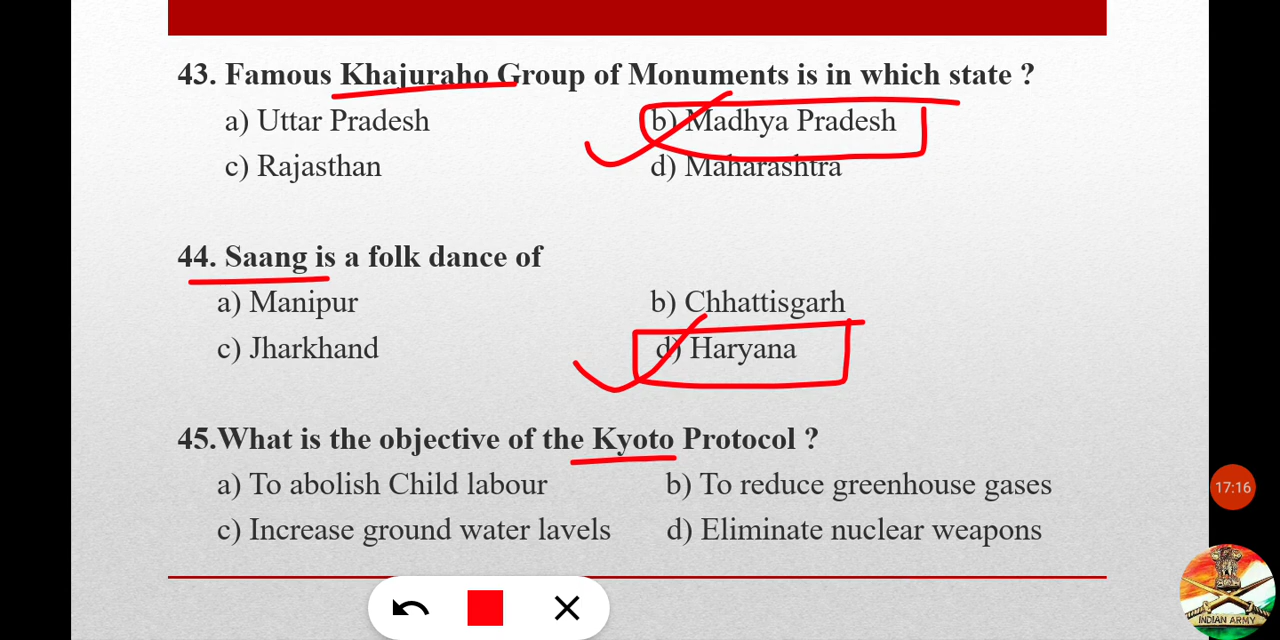 43. Famous Khajuraho Group of Monuments is in which state ?
a) Uttar Pradesh b) Madhya Pradesh
c) Rajasthan d) Maharashtra
44. Saang is a folk dance of
a) Manipur b) Chhattisgarh
c) Jharkhand d) Haryana
45.What is the objective of the Kyoto Protocol ?
a) To abolish Child labour b) To reduce greenhouse gases
17:16
c) Increase ground water lavels d) Eliminate nuclear weapons
INDIAN ARMY